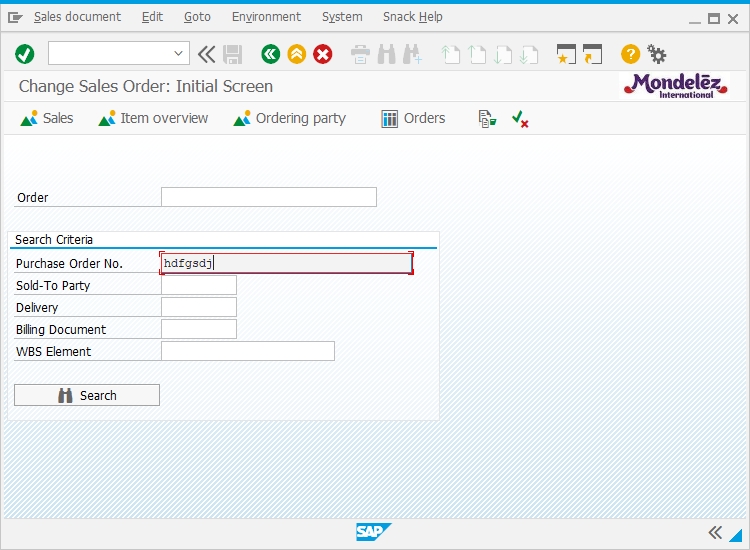 Sales document Edit Goto Environment System Snack Help
Change Sales Order: Initial Screen
Mondelēz
International
Sales Item overview Ordering party Orders
Order
Search Criteria
Purchase Order No. hdfgsdj
Sold-To Party
Delivery
Billing Document
WBS Element
Search
SAP